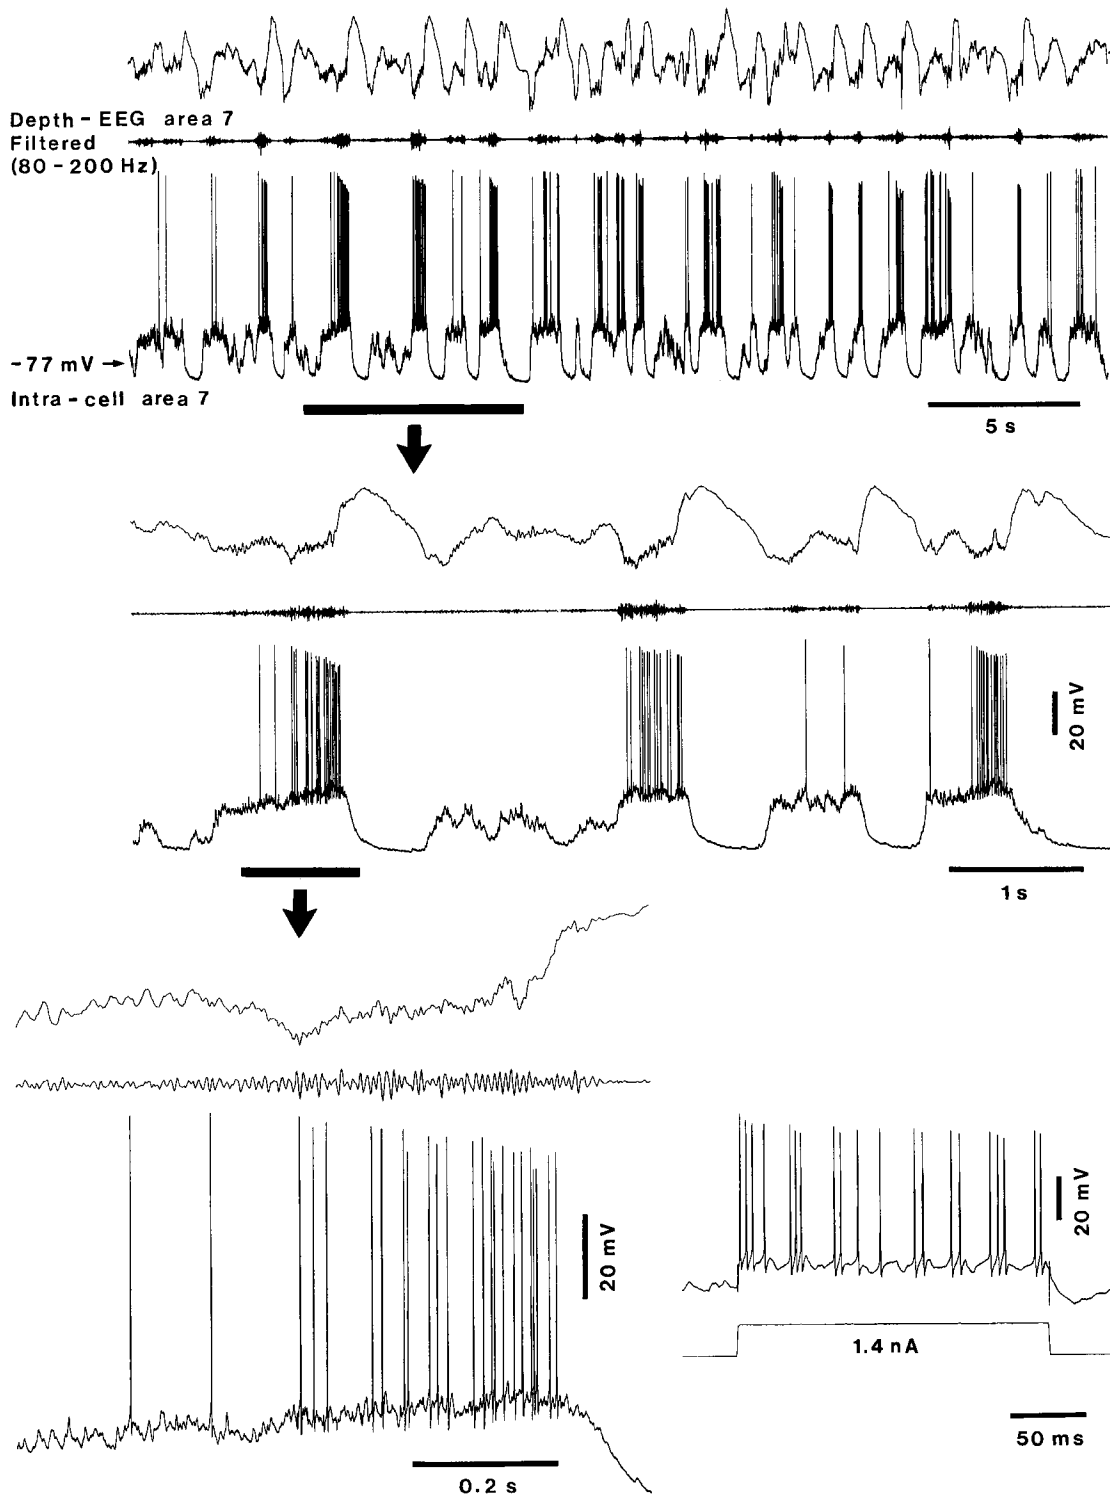 Depth - EEG area 7
Filtered
(80 - 200 Hz)
-77 mV →
Intra - cell area 7
5 s
20 mV
1 s
20 mV
20 mV
1.4 nA
50 ms
0.2 s